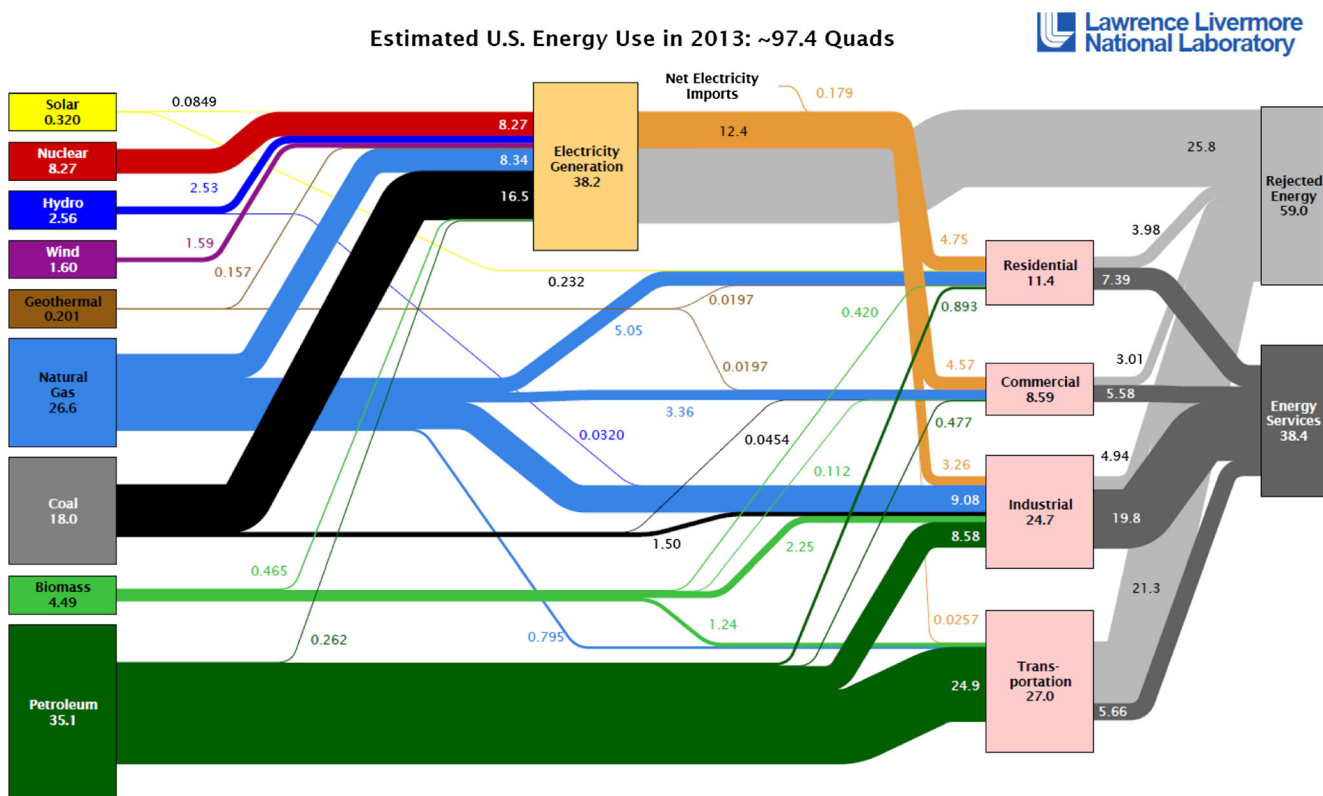 Estimated U.S. Energy Use in 2013: ~97.4 Quads
Lawrence Livermore
National Laboratory
Net Electricity
Imports
0.179
Solar
0.320
0.0849
Nuclear
8.27
8.27
Electricity
Generation
38.2
12.4
25.8
Rejected
Energy
59.0
8.34
2.53
Hydro
2.56
16.5
Wind
1.60
1.59
4.75
3.98
Residential
11.4
7.39
0.157
0.232
Geothermal
0.201
0.0197
0.420
0.893
5.05
Natural
Gas
26.6
0.0197
4.57
3.01
Commercial
8.59
5.58
3.36
0.477
Energy
Services
38.4
0.0320
0.0454
0.112
3.26
4.94
Coal
18.0
9.08
Industrial
24.7
19.8
1.50
2.25
8.58
0.465
Biomass
4.49
21.3
0.262
0.795
1.24
0.0257
Trans-
portation
27.0
24.9
5.66
Petroleum
35.1